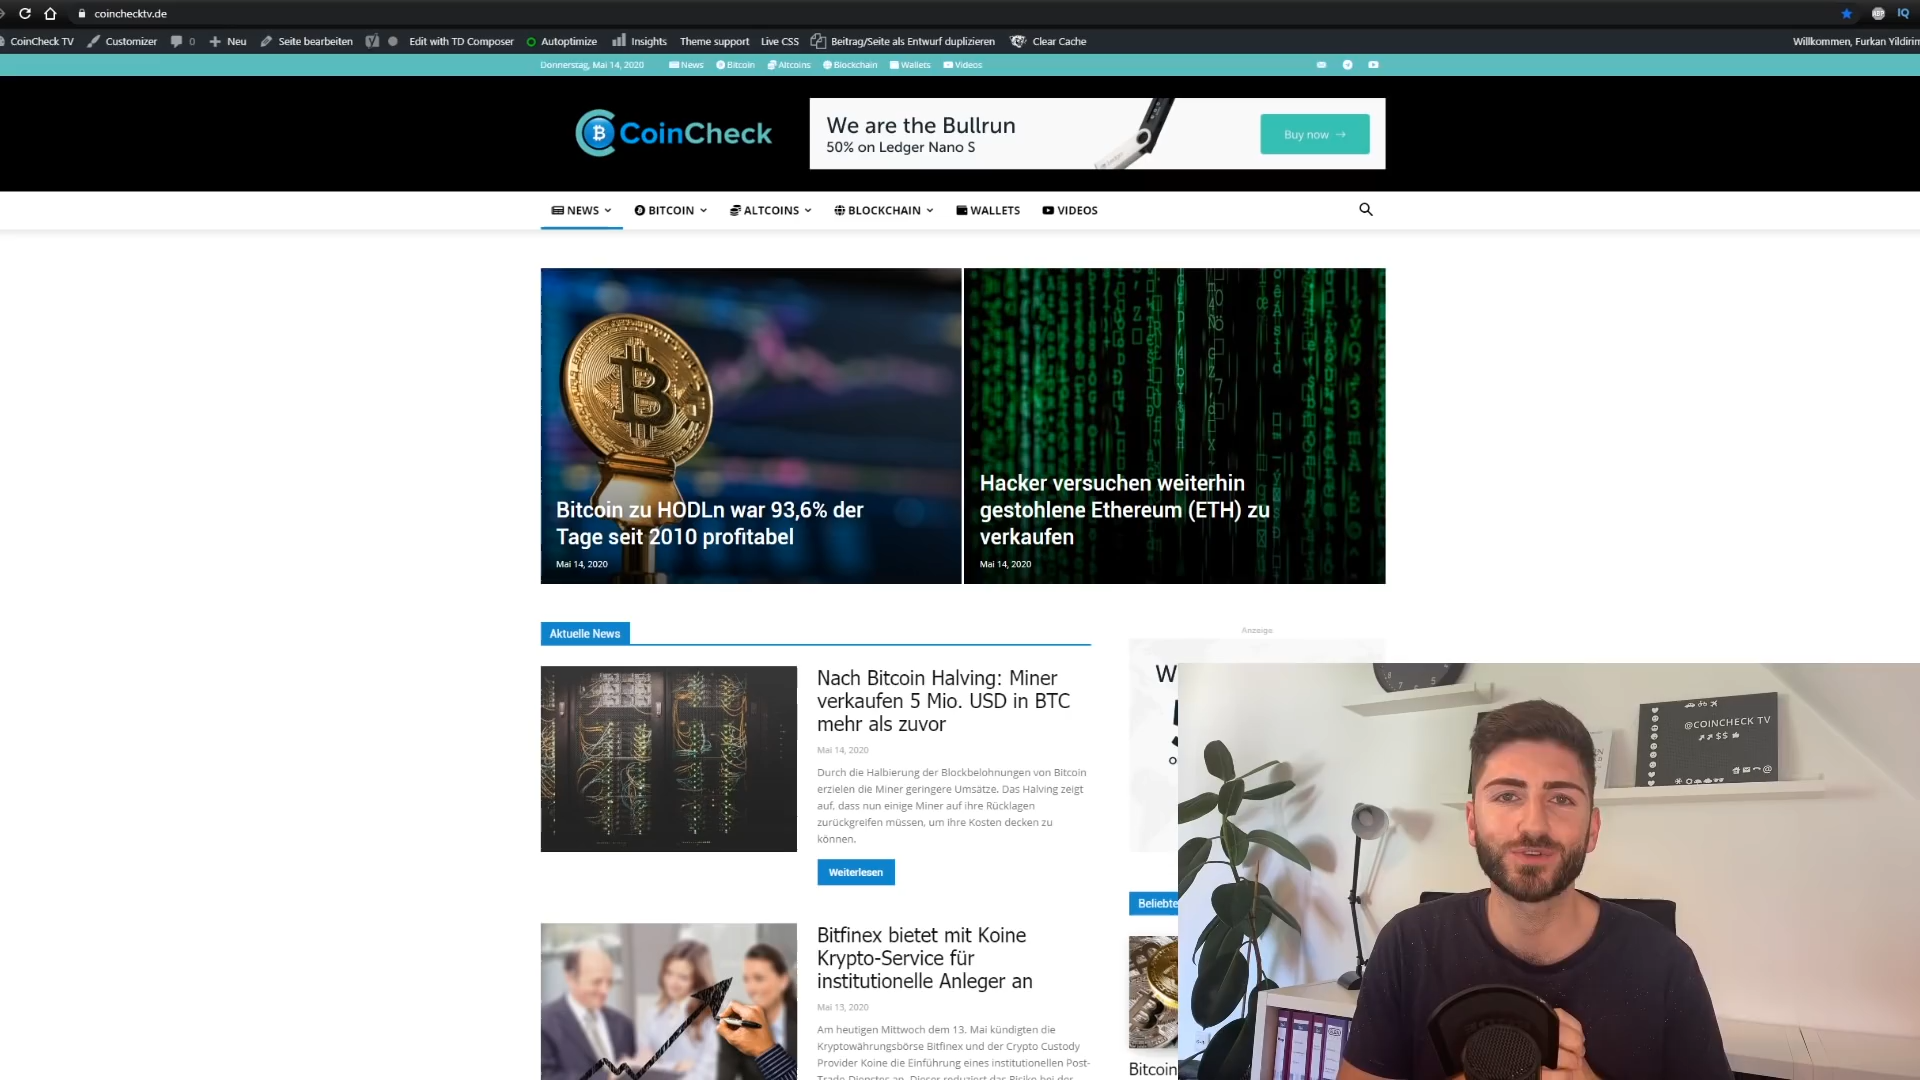 coinchecktv.de
CoinCheck TV Customizer 0 Neu Seite bearbeiten Edit with TD Composer Autoptimize Insights Theme support Live CSS Beitrag/Seite als Entwurf duplizieren Clear Cache Willkommen, Furkan Yildirim
Donnerstag, Mai 14, 2020 News Bitcoin Altcoins Blockchain Wallets Videos
CoinCheck
We are the Bullrun
50% on Ledger Nano S
Buy now →
NEWS BITCOIN ALTCOINS BLOCKCHAIN WALLETS VIDEOS
Bitcoin zu HODLn war 93,6% der
Tage seit 2010 profitabel
Mai 14, 2020
Hacker versuchen weiterhin
gestohlene Ethereum (ETH) zu
verkaufen
Mai 14, 2020
Aktuelle News
Nach Bitcoin Halving: Miner
verkaufen 5 Mio. USD in BTC
mehr als zuvor
Mai 14, 2020
Durch die Halbierung der Blockbelohnungen von Bitcoin
erzielen die Miner geringere Umsätze. Das Halving zeigt
auf, dass nun einige Miner auf ihre Rücklagen
zurückgreifen müssen, um ihre Kosten decken zu
können.
Weiterlesen
Bitfinex bietet mit Koine
Krypto-Service für
institutionelle Anleger an
Mai 13, 2020
Am heutigen Mittwoch dem 13. Mai kündigten die
Kryptowährungsbörse Bitfinex und der Crypto Custody
Provider Koine die Einführung eines institutionellen Post-
Trade Dienstes an. Dieser reduziert das Risiko bei der
Anzeige
W
Beliebte
Bitcoin
@COINCHECK TV
$$